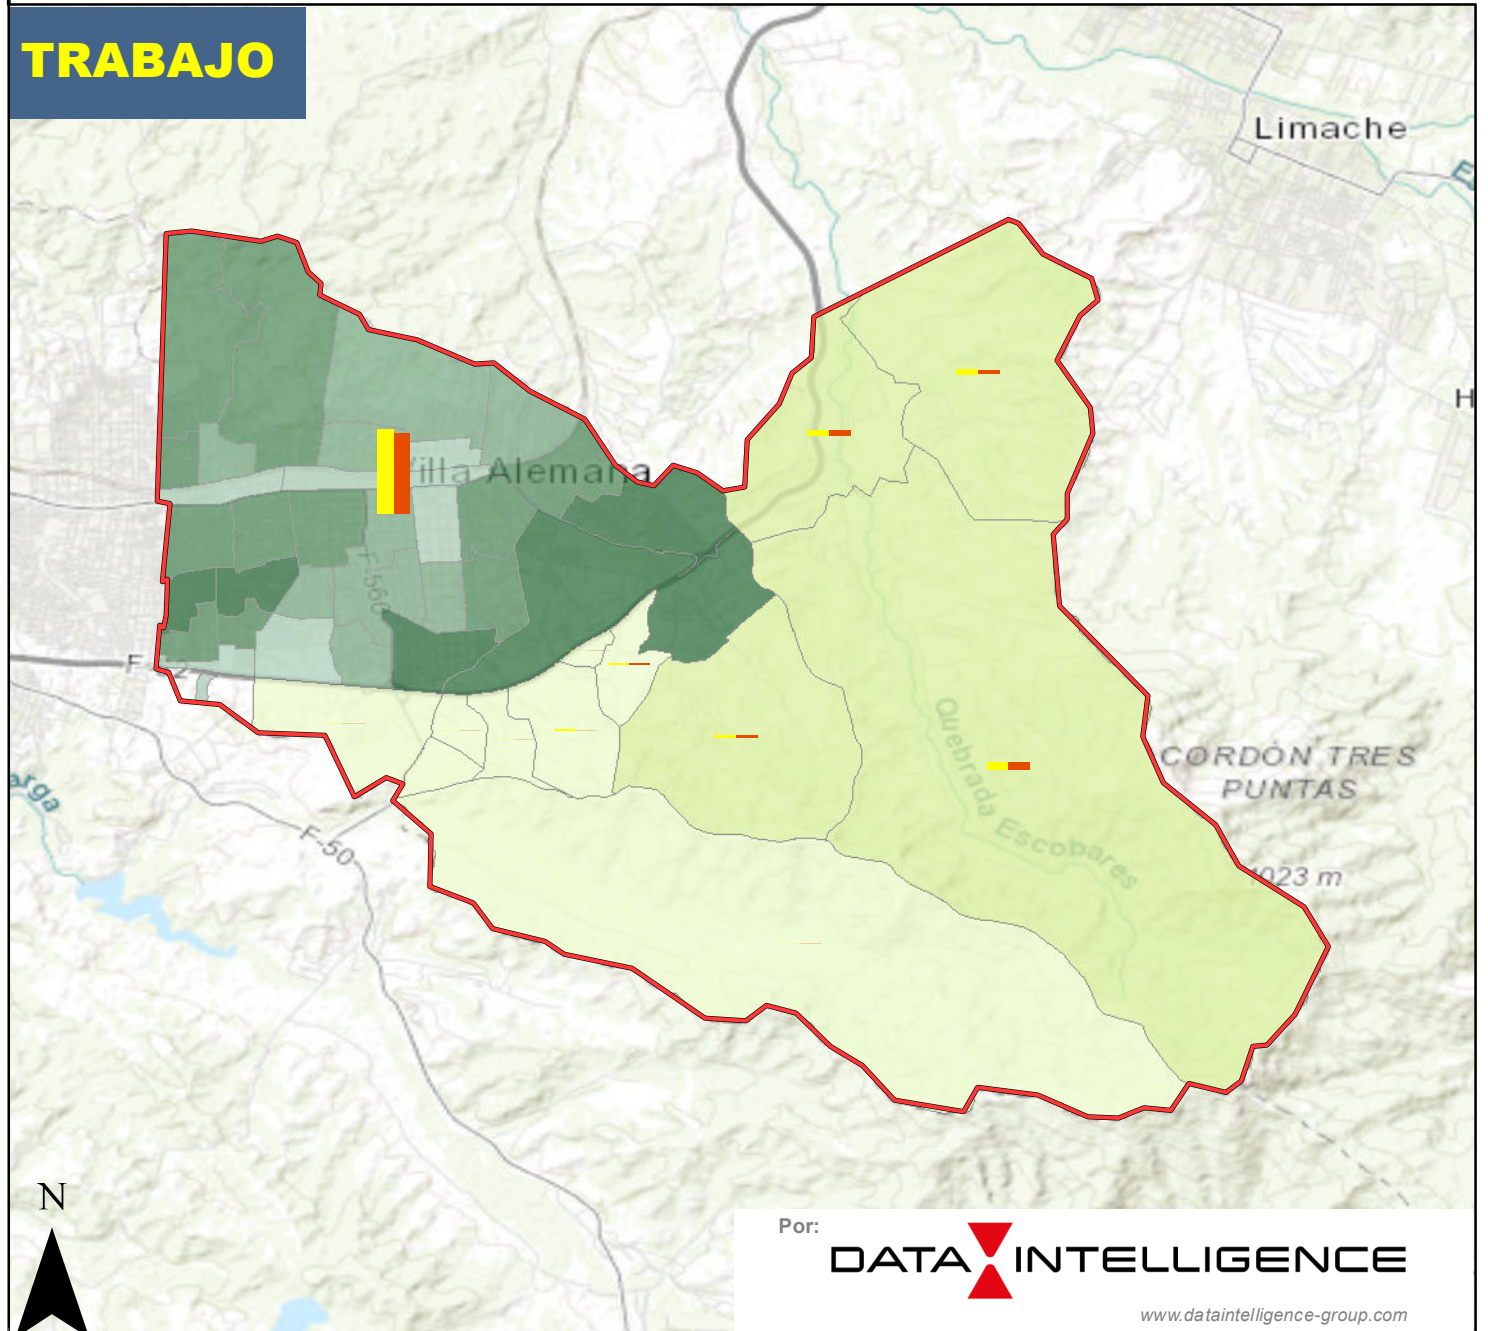 TRABAJO
Limache
Villa Alemana
F-560
F
CORDÓN TRES
PUNTAS
Quebrada Escobares
1023 m
arga
F-50
N
H
Por:
DATA INTELLIGENCE
www.dataintelligence-group.com